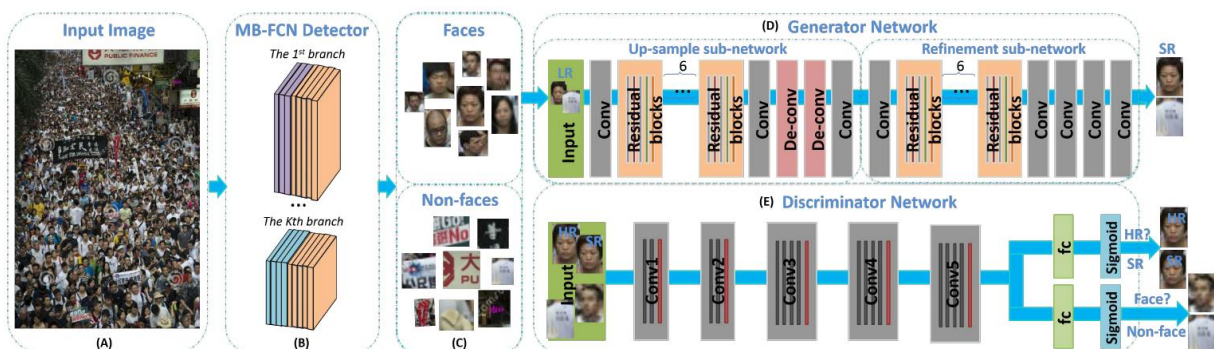 Input Image
PUBLIC FINANCE
(A)
MB-FCN Detector
The 1st branch
...
The Kth branch
(B)
Faces
Non-faces
大
PU
(C)
(D) Generator Network
Up-sample sub-network
Refinement sub-network
LR
Input
Conv
Residual blocks
6
...
Residual blocks
Conv
De-conv
De-conv
Conv
Conv
Residual blocks
6
...
Residual blocks
Conv
Conv
Conv
Conv
SR
(E) Discriminator Network
HR
SR
Input
Conv1
Conv2
Conv3
Conv4
Conv5
fc
Sigmoid
HR?
SR
HR
SR
fc
Sigmoid
Face?
Non-face